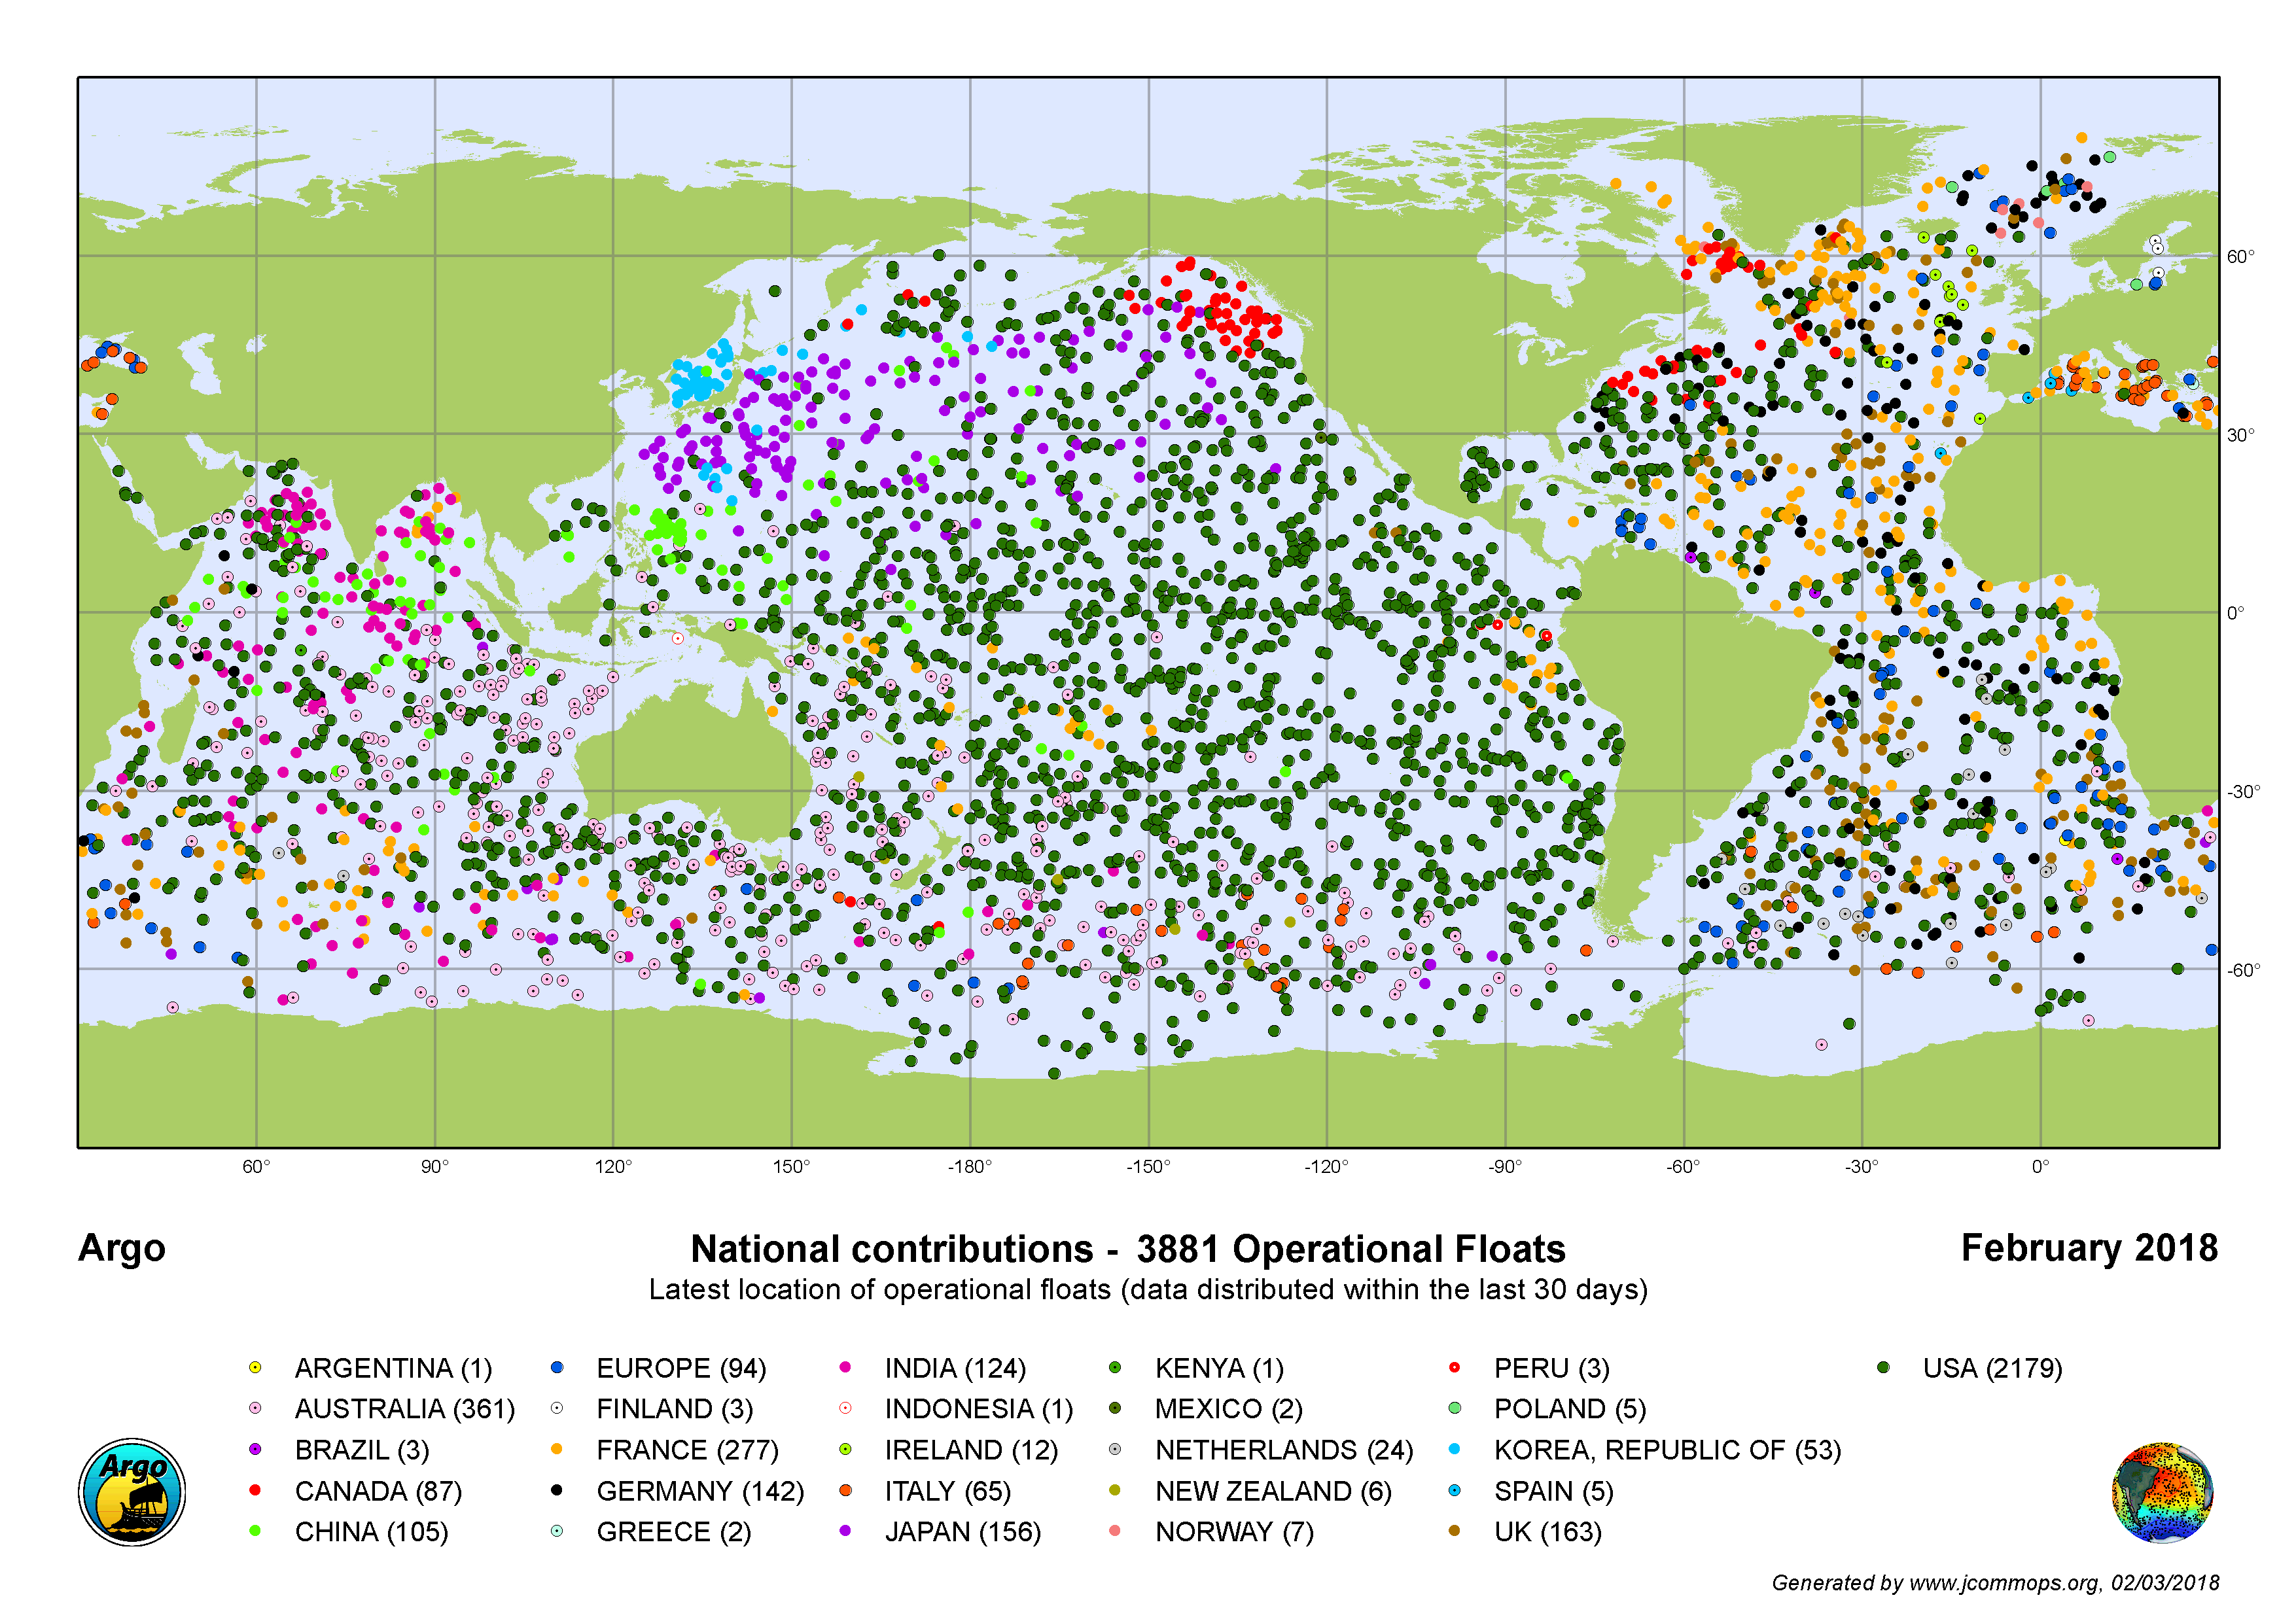 60°
30°
0°
-30°
-60°
60° 90° 120° 150° -180° -150° -120° -90° -60° -30° 0°
Argo National contributions - 3881 Operational Floats February 2018
Latest location of operational floats (data distributed within the last 30 days)
ARGENTINA (1) EUROPE (94) INDIA (124) KENYA (1) PERU (3) USA (2179)
AUSTRALIA (361) FINLAND (3) INDONESIA (1) MEXICO (2) POLAND (5)
BRAZIL (3) FRANCE (277) IRELAND (12) NETHERLANDS (24) KOREA, REPUBLIC OF (53)
Argo
CANADA (87) GERMANY (142) ITALY (65) NEW ZEALAND (6) SPAIN (5)
CHINA (105) GREECE (2) JAPAN (156) NORWAY (7) UK (163)
Generated by www.jcommops.org, 02/03/2018